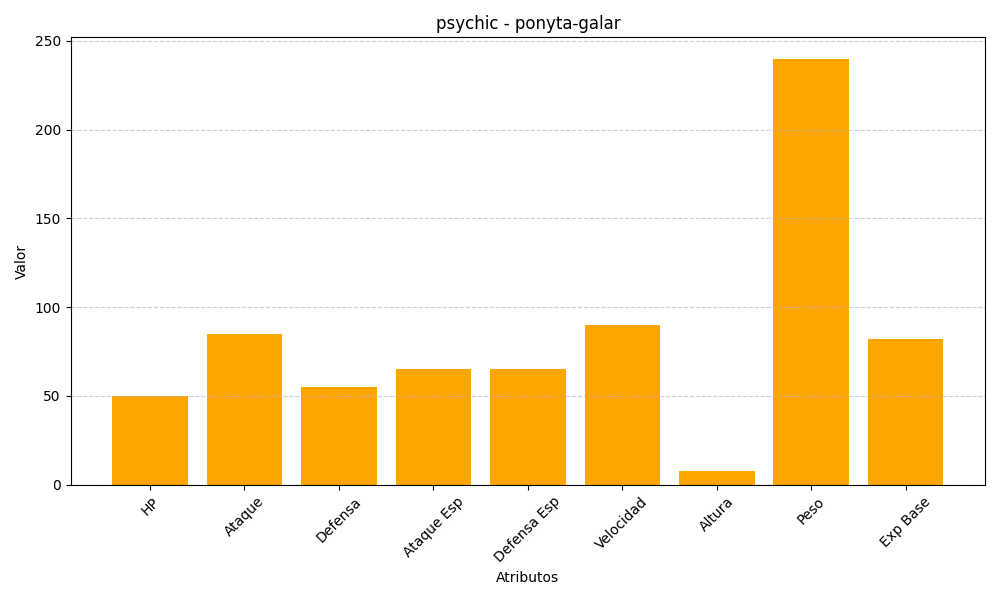 psychic - ponyta-galar
250
200
150
100
50
0
Valor
HP
Ataque
Defensa
Ataque Esp
Defensa Esp
Velocidad
Altura
Peso
Exp Base
Atributos